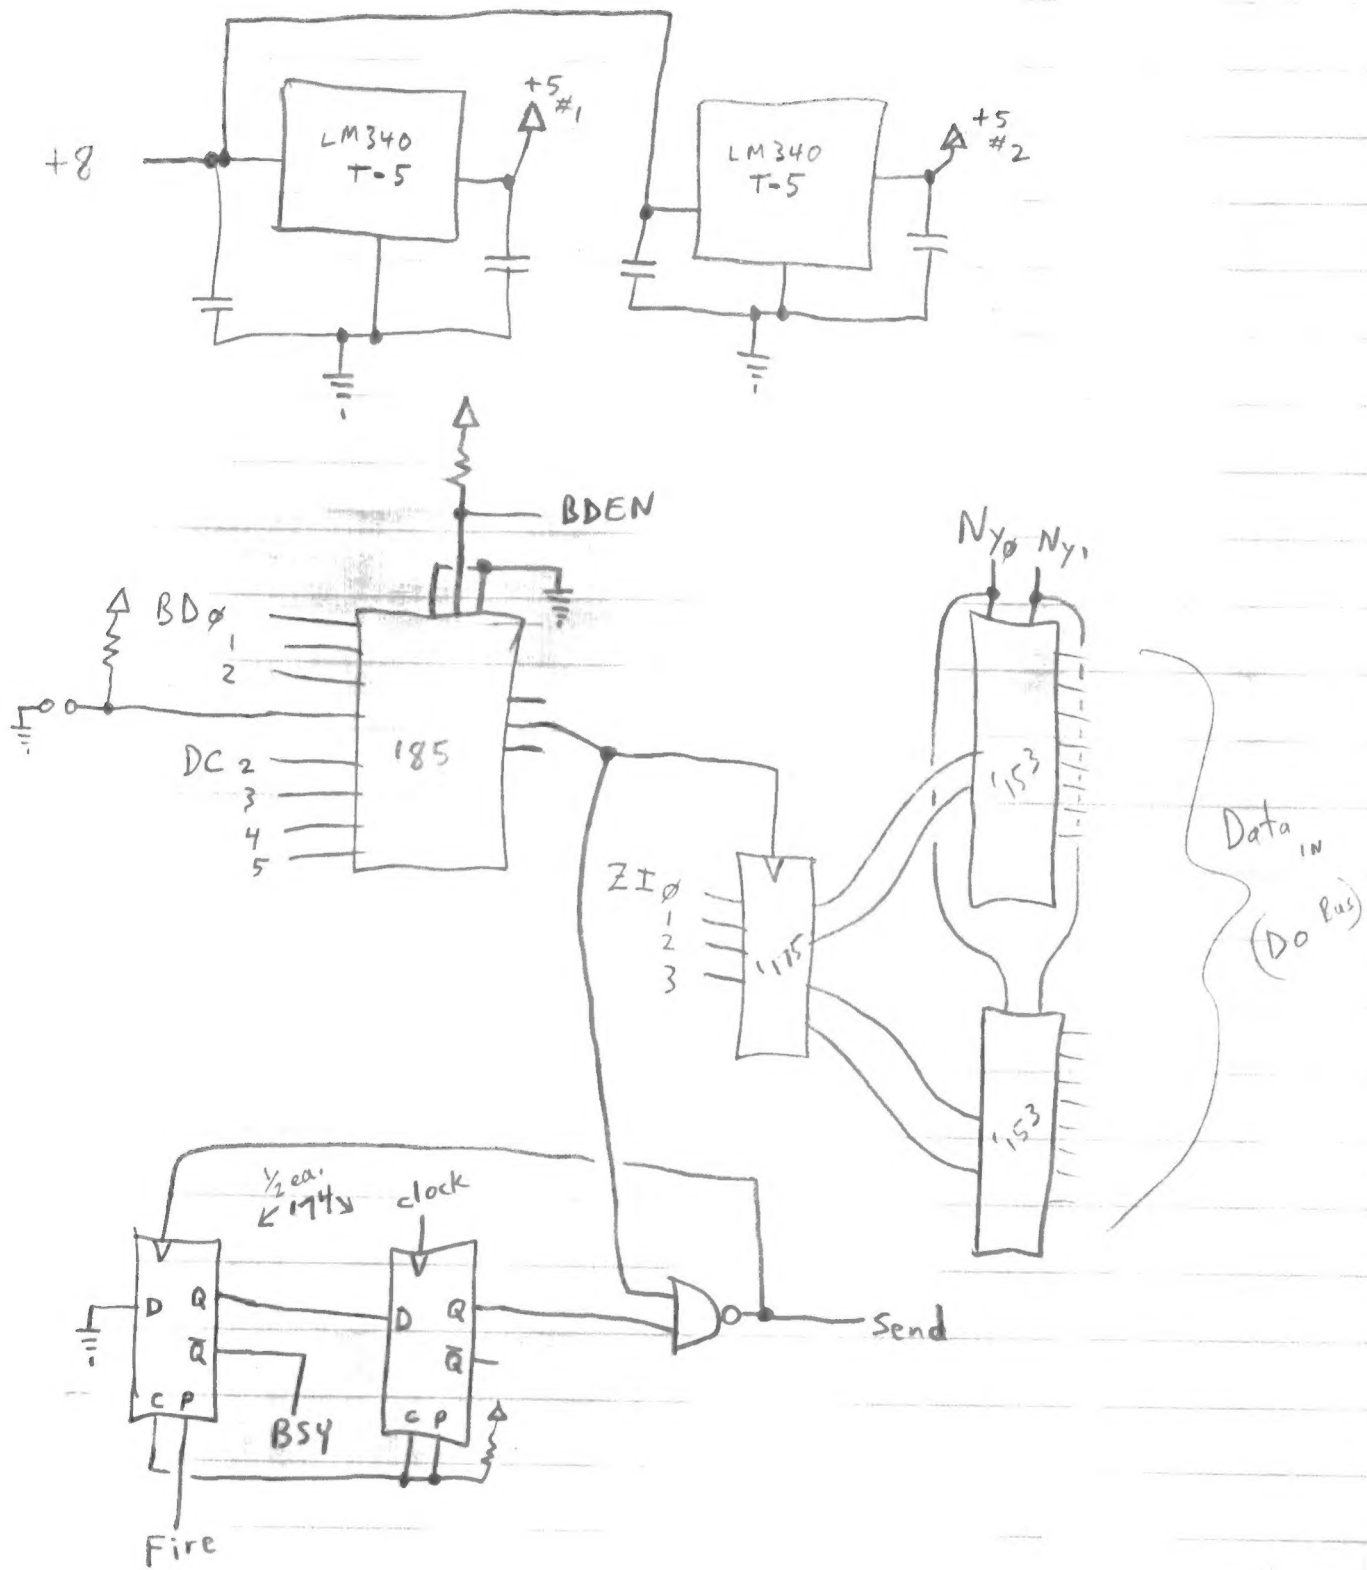 +8
LM340
T-5
+5
#1
LM340
T-5
+5
#2
BDEN
BDØ
1
2
DC 2
3
4
5
'185
Nyø Ny1
'153
Data IN
(DO Bus)
ZIø
1
2
3
'175
'153
1/2 ea.
'174
clock
D Q
Q̅
C P
D Q
Q̅
C P
BSY
Send
Fire